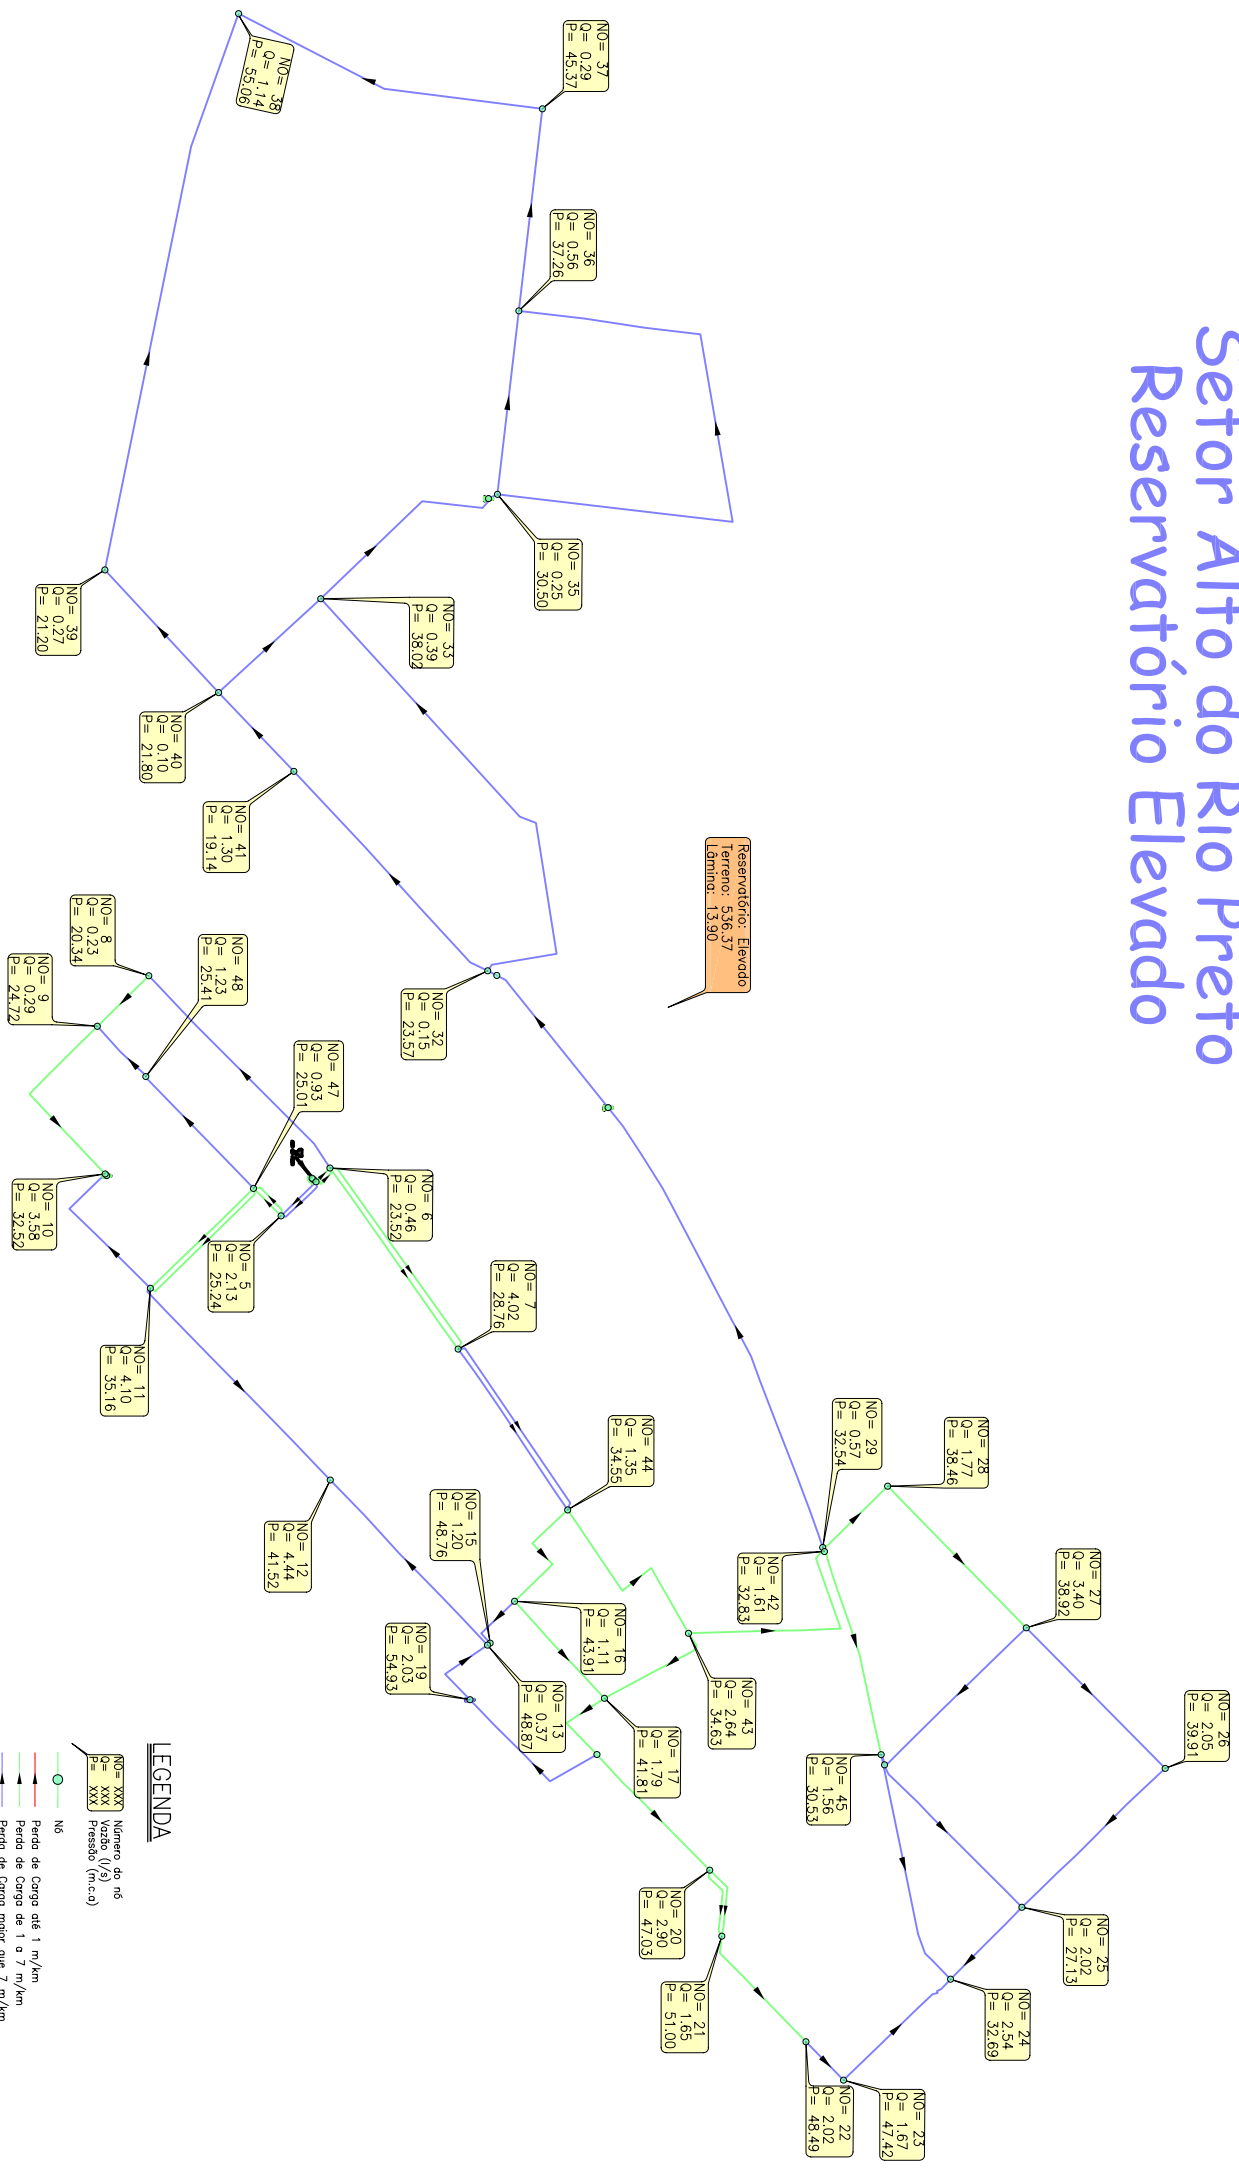 Setor Alto do Rio Preto
Reservatório Elevado
NO= 37
Q= 0.29
P= 45.37
NO= 38
Q= 1.14
P= 55.06
NO= 36
Q= 0.56
P= 37.26
NO= 35
Q= 0.25
P= 30.50
NO= 33
Q= 0.39
P= 38.02
NO= 39
Q= 0.27
P= 21.20
NO= 40
Q= 0.10
P= 21.80
NO= 41
Q= 1.30
P= 19.14
Reservatório: Elevado
Terreno: 536.37
Lâmina: 13.90
NO= 8
Q= 0.23
P= 20.34
NO= 48
Q= 1.23
P= 25.41
NO= 9
Q= 0.29
P= 24.72
NO= 32
Q= 0.15
P= 23.57
NO= 47
Q= 0.93
P= 25.01
NO= 6
Q= 0.46
P= 23.52
NO= 10
Q= 3.58
P= 32.52
NO= 5
Q= 2.13
P= 25.24
NO= 7
Q= 4.02
P= 28.76
NO= 11
Q= 4.10
P= 35.16
NO= 29
Q= 0.57
P= 32.54
NO= 28
Q= 1.77
P= 38.46
NO= 44
Q= 1.35
P= 34.55
NO= 15
Q= 1.20
P= 48.76
NO= 12
Q= 4.44
P= 41.52
NO= 42
Q= 1.61
P= 32.83
NO= 27
Q= 3.40
P= 38.92
NO= 16
Q= 1.11
P= 43.91
NO= 19
Q= 2.03
P= 54.93
NO= 43
Q= 2.64
P= 34.63
NO= 13
Q= 0.37
P= 48.87
NO= 26
Q= 2.05
P= 39.91
NO= 17
Q= 1.79
P= 41.81
NO= 45
Q= 1.56
P= 30.53
NO= 20
Q= 2.90
P= 47.03
NO= 25
Q= 2.02
P= 27.13
NO= 21
Q= 1.65
P= 51.00
NO= 24
Q= 2.54
P= 32.69
NO= 22
Q= 2.02
P= 48.49
NO= 23
Q= 1.67
P= 47.42
LEGENDA
NO= XXX
Q= XXX
P= XXX
Número do nó
Vazão (l/s)
Pressão (m.c.a)
Nó
Perda de Carga até 1 m/km
Perda de Carga de 1 a 7 m/km
Perda de Carga maior que 7 m/km